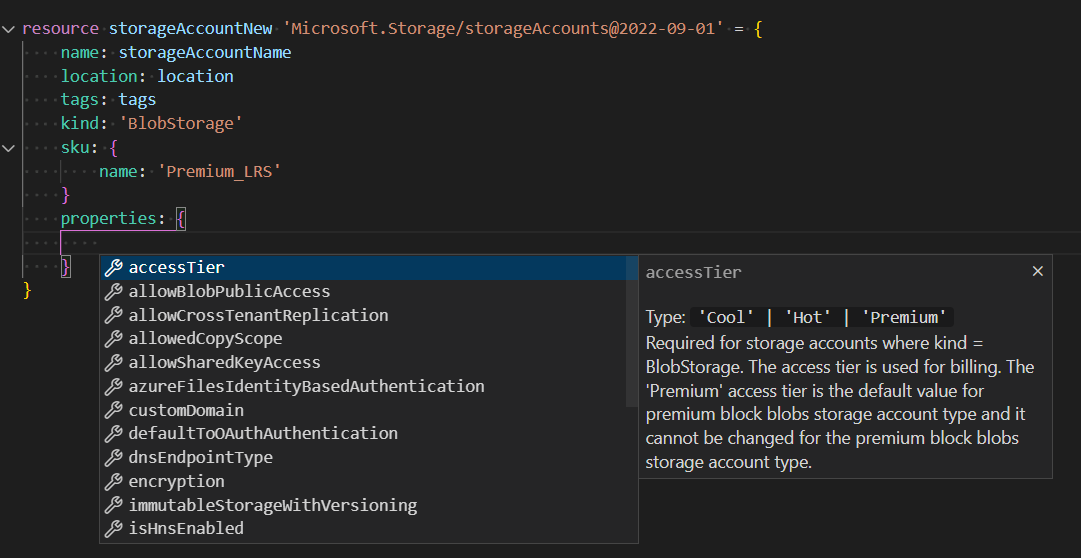 resource storageAccountNew 'Microsoft.Storage/storageAccounts@2022-09-01' = {
name: storageAccountName
location: location
tags: tags
kind: 'BlobStorage'
sku: {
name: 'Premium_LRS'
}
properties: {
}
}
accessTier
allowBlobPublicAccess
allowCrossTenantReplication
allowedCopyScope
allowSharedKeyAccess
azureFilesIdentityBasedAuthentication
customDomain
defaultToOAuthAuthentication
dnsEndpointType
encryption
immutableStorageWithVersioning
isHnsEnabled
accessTier
Type: 'Cool' | 'Hot' | 'Premium'
Required for storage accounts where kind =
BlobStorage. The access tier is used for billing. The
'Premium' access tier is the default value for
premium block blobs storage account type and it
cannot be changed for the premium block blobs
storage account type.